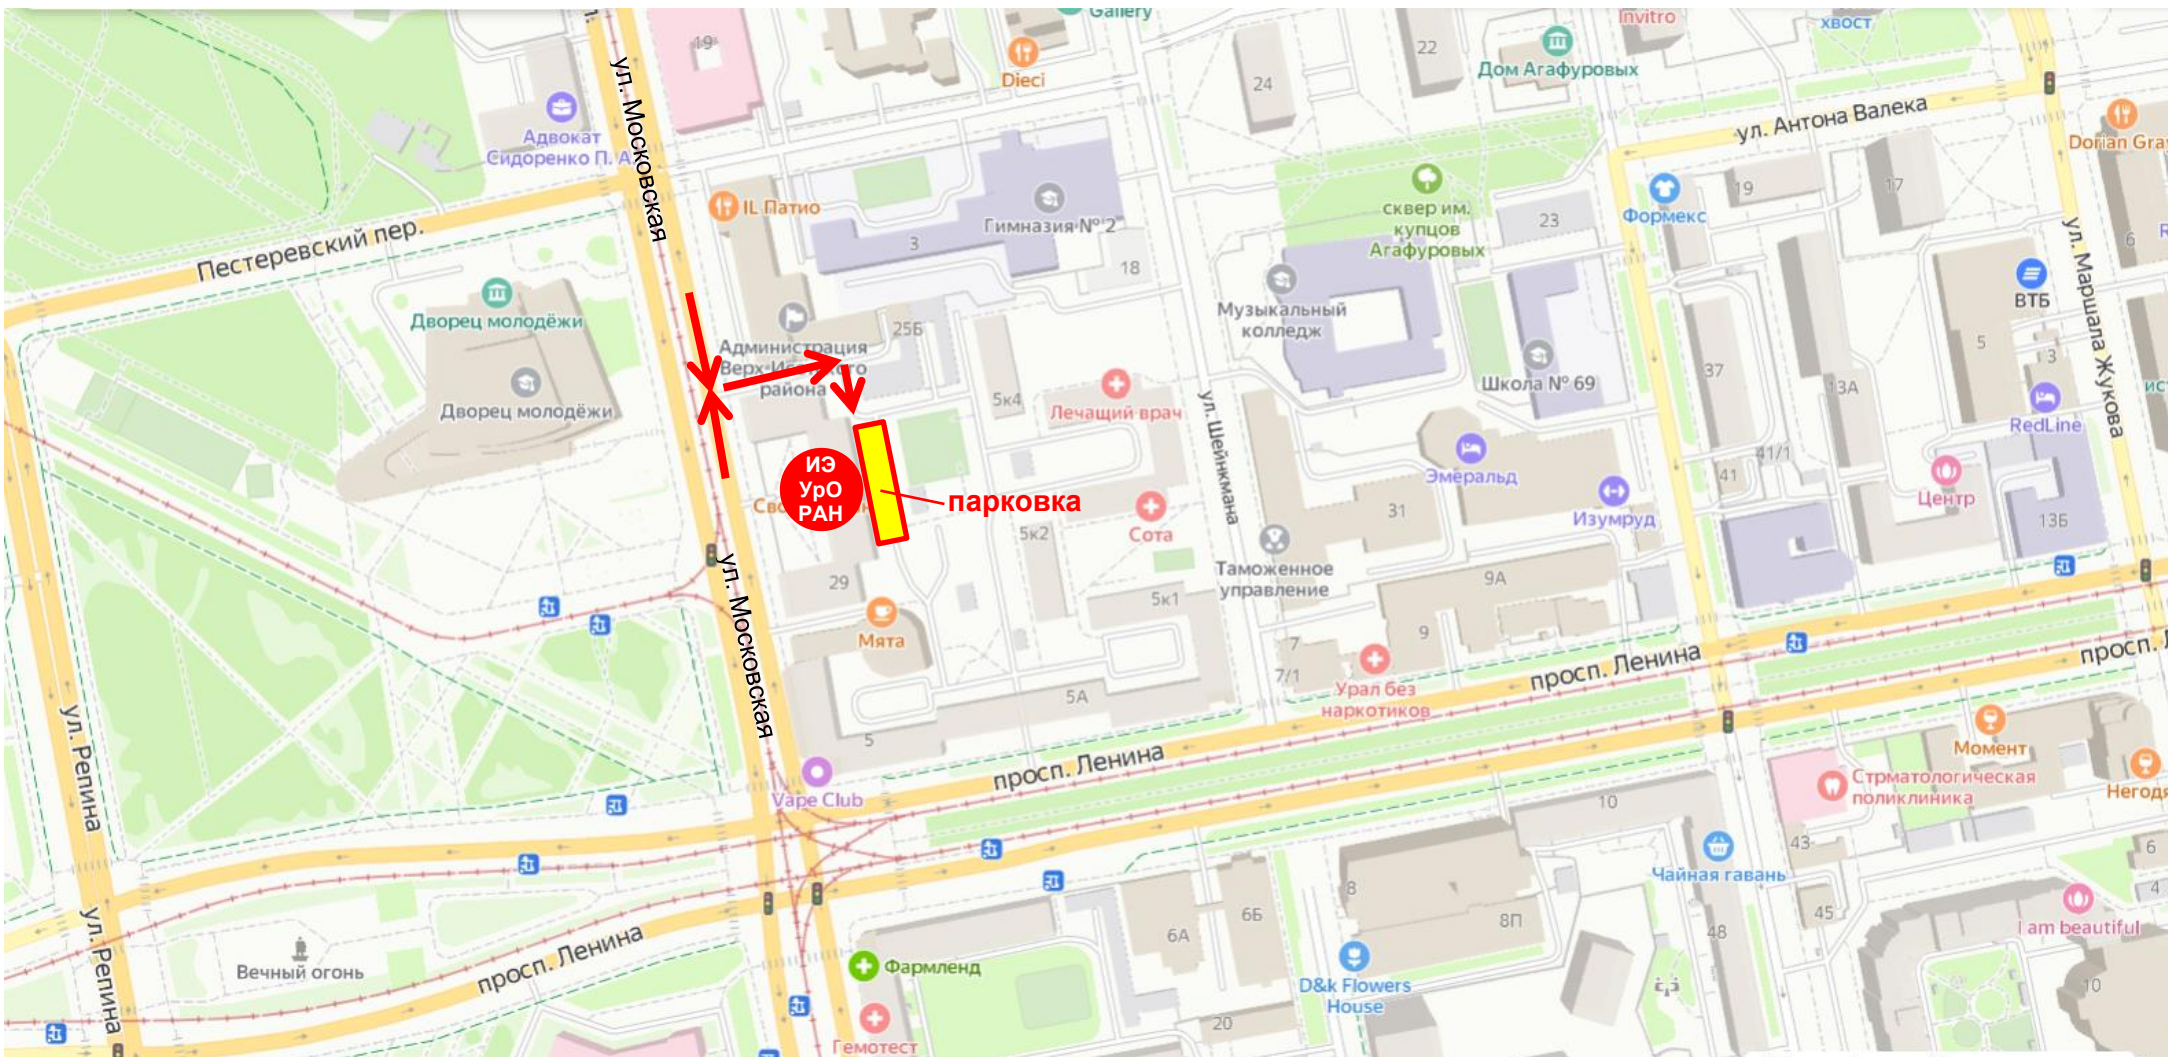 Gallery
Invitro
хвост
19
Dieci
22
24
Дом Агафуровых
ул. Антона Валека
Dorian Gray
ул. Московская
Адвокат
Сидоренко П. А
IL Патио
Пестеревский пер.
Гимназия № 2
3
18
сквер им.
купцов
Агафуровых
23
Формекс
19
17
6
ул. Маршала Жукова
ВТБ
Дворец молодёжи
Администрация
района
25Б
Музыкальный
колледж
Школа № 69
37
13А
5
3
Дворец молодёжи
5к4
Лечащий врач
ул. Шейнкмана
RedLine
Эмеральд
41/1
41
Центр
ИЭ
УрО
РАН
парковка
Сота
31
Изумруд
13Б
5к2
Таможенное
управление
9А
29
5к1
Мята
9
7
7/1
Урал без
наркотиков
просп. Ленина
просп.
ул. Московская
5А
5
просп. Ленина
Vape Club
ул. Репина
Момент
Стрматологическая
поликлиника
10
43
6
Чайная гавань
4
8
8П
6Б
6А
45
48
I am beautiful
ул. Репина
Вечный огонь
просп. Ленина
Фармленд
D&k Flowers
House
10
20
Гемотест